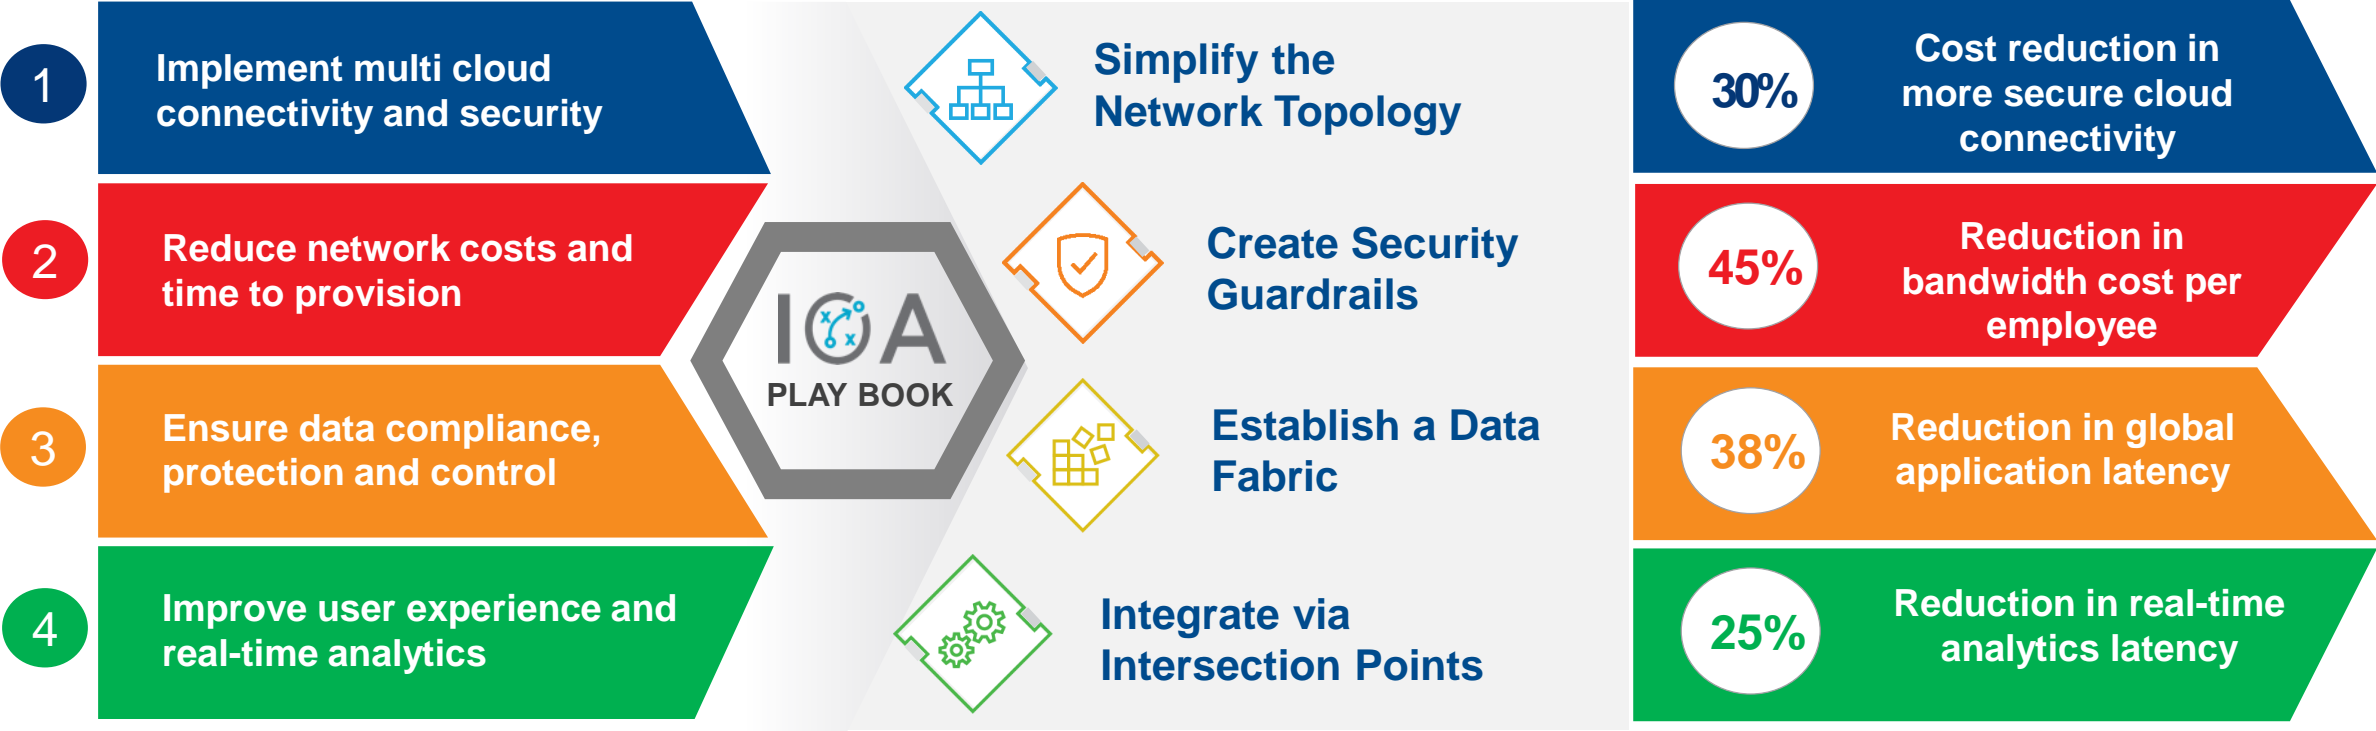 1
Implement multi cloud
connectivity and security
2
Reduce network costs and
time to provision
3
Ensure data compliance,
protection and control
4
Improve user experience and
real-time analytics
IOA
PLAY BOOK
Simplify the
Network Topology
Create Security
Guardrails
Establish a Data
Fabric
Integrate via
Intersection Points
30%
Cost reduction in
more secure cloud
connectivity
45%
Reduction in
bandwidth cost per
employee
38%
Reduction in global
application latency
25%
Reduction in real-time
analytics latency